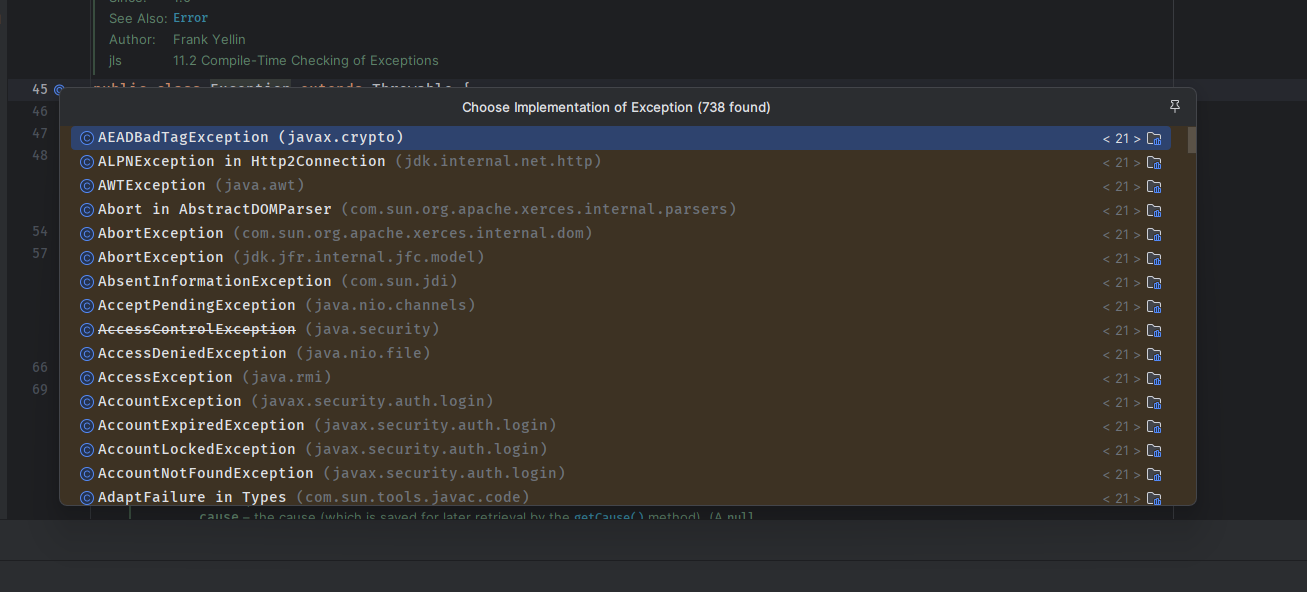 See Also: Error
Author: Frank Yellin
jls 11.2 Compile-Time Checking of Exceptions
45 public class Exception extends Throwable {
46
Choose Implementation of Exception (738 found)
47
AEADBadTagException (javax.crypto) < 21 >
48
ALPNException in Http2Connection (jdk.internal.net.http) < 21 >
AWTException (java.awt) < 21 >
Abort in AbstractDOMParser (com.sun.org.apache.xerces.internal.parsers) < 21 >
54
AbortException (com.sun.org.apache.xerces.internal.dom) < 21 >
57
AbortException (jdk.jfr.internal.jfc.model) < 21 >
AbsentInformationException (com.sun.jdi) < 21 >
AcceptPendingException (java.nio.channels) < 21 >
AccessControlException (java.security) < 21 >
AccessDeniedException (java.nio.file) < 21 >
66
AccessException (java.rmi) < 21 >
69
AccountException (javax.security.auth.login) < 21 >
AccountExpiredException (javax.security.auth.login) < 21 >
AccountLockedException (javax.security.auth.login) < 21 >
AccountNotFoundException (javax.security.auth.login) < 21 >
AdaptFailure in Types (com.sun.tools.javac.code) < 21 >
cause – the cause (which is saved for later retrieval by the getCause() method). (A null